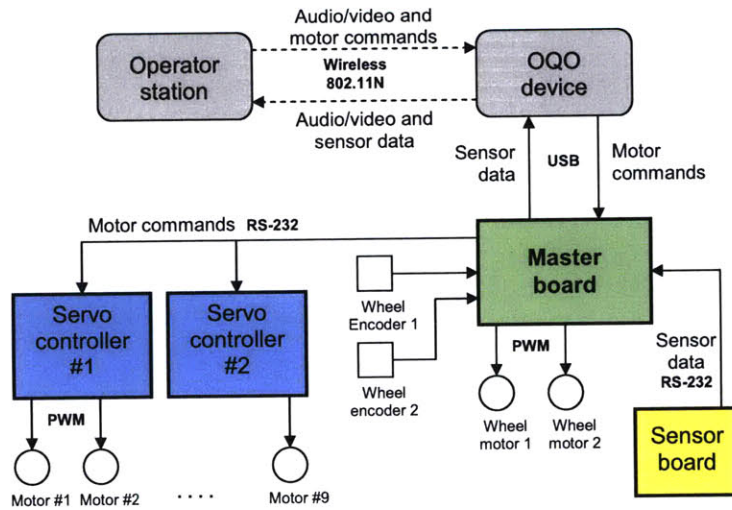 Audio/video and
motor commands
Operator
station
Wireless
802.11N
OQO
device
Audio/video and
sensor data
Sensor
data
USB
Motor
commands
Motor commands RS-232
Master
board
Servo
controller
#1
Servo
controller
#2
Wheel
Encoder 1
Wheel
encoder 2
PWM
Sensor
data
RS-232
Wheel
motor 1
Wheel
motor 2
PWM
Sensor
board
Motor #1
Motor #2
. . . .
Motor #9